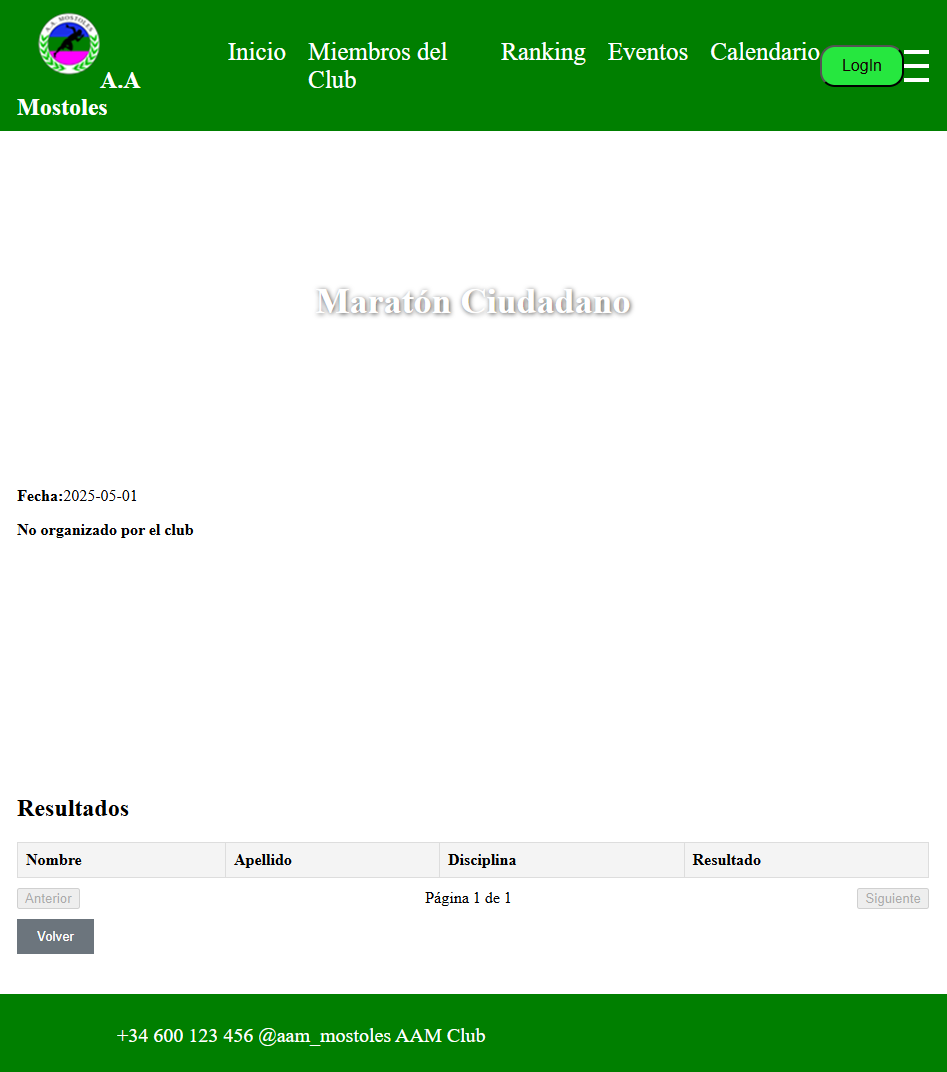 A.A. MOSTOLES
A.A
Mostoles
Inicio
Miembros del
Club
Ranking
Eventos
Calendario
LogIn
Maratón Ciudadano
Fecha:2025-05-01
No organizado por el club
Resultados
Nombre Apellido Disciplina Resultado
Anterior Página 1 de 1 Siguiente
Volver
+34 600 123 456 @aam_mostoles AAM Club